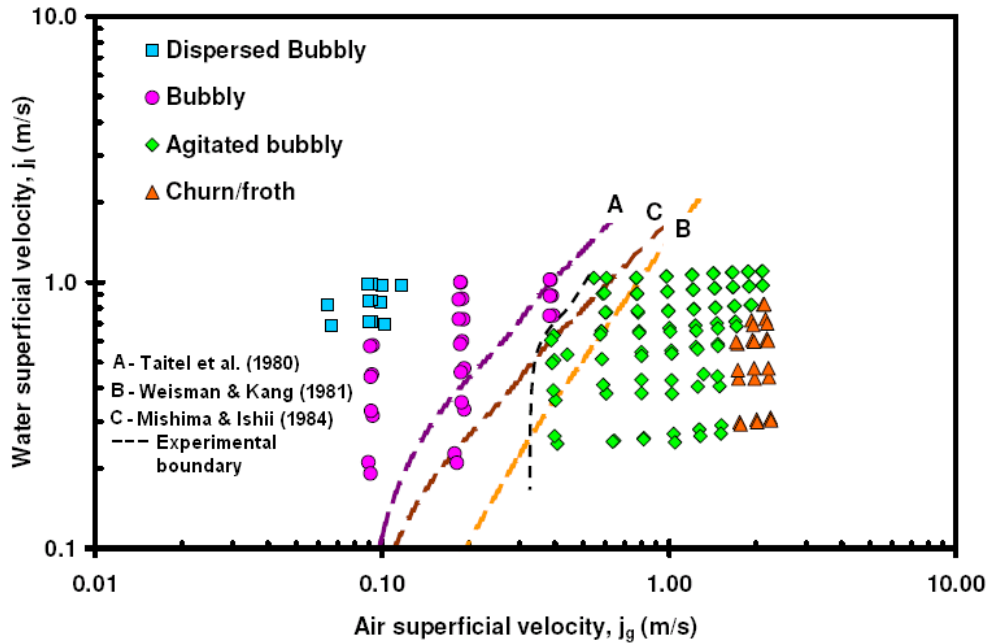 10.0
Dispersed Bubbly
Bubbly
Agitated bubbly
Churn/froth
A
C
B
Water superficial velocity, jl (m/s)
1.0
A - Taitel et al. (1980)
B - Weisman & Kang (1981)
C - Mishima & Ishii (1984)
--- Experimental
boundary
0.1
0.01 0.10 1.00 10.00
Air superficial velocity, jg (m/s)